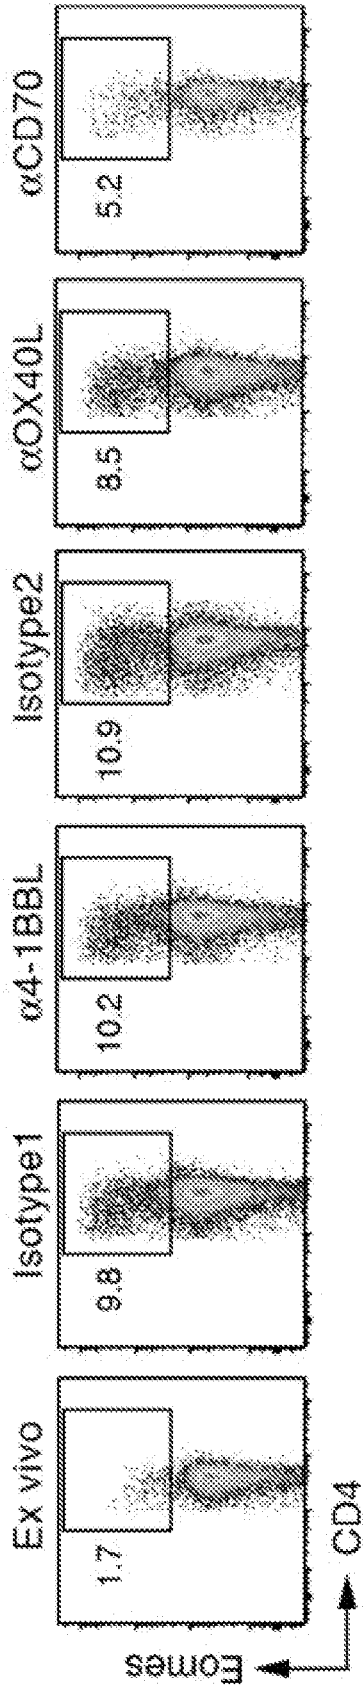 Ex vivo
Isotype1
α4-1BBL
Isotype2
αOX40L
αCD70
1.7
9.8
10.2
10.9
8.5
5.2
Eomes
CD4